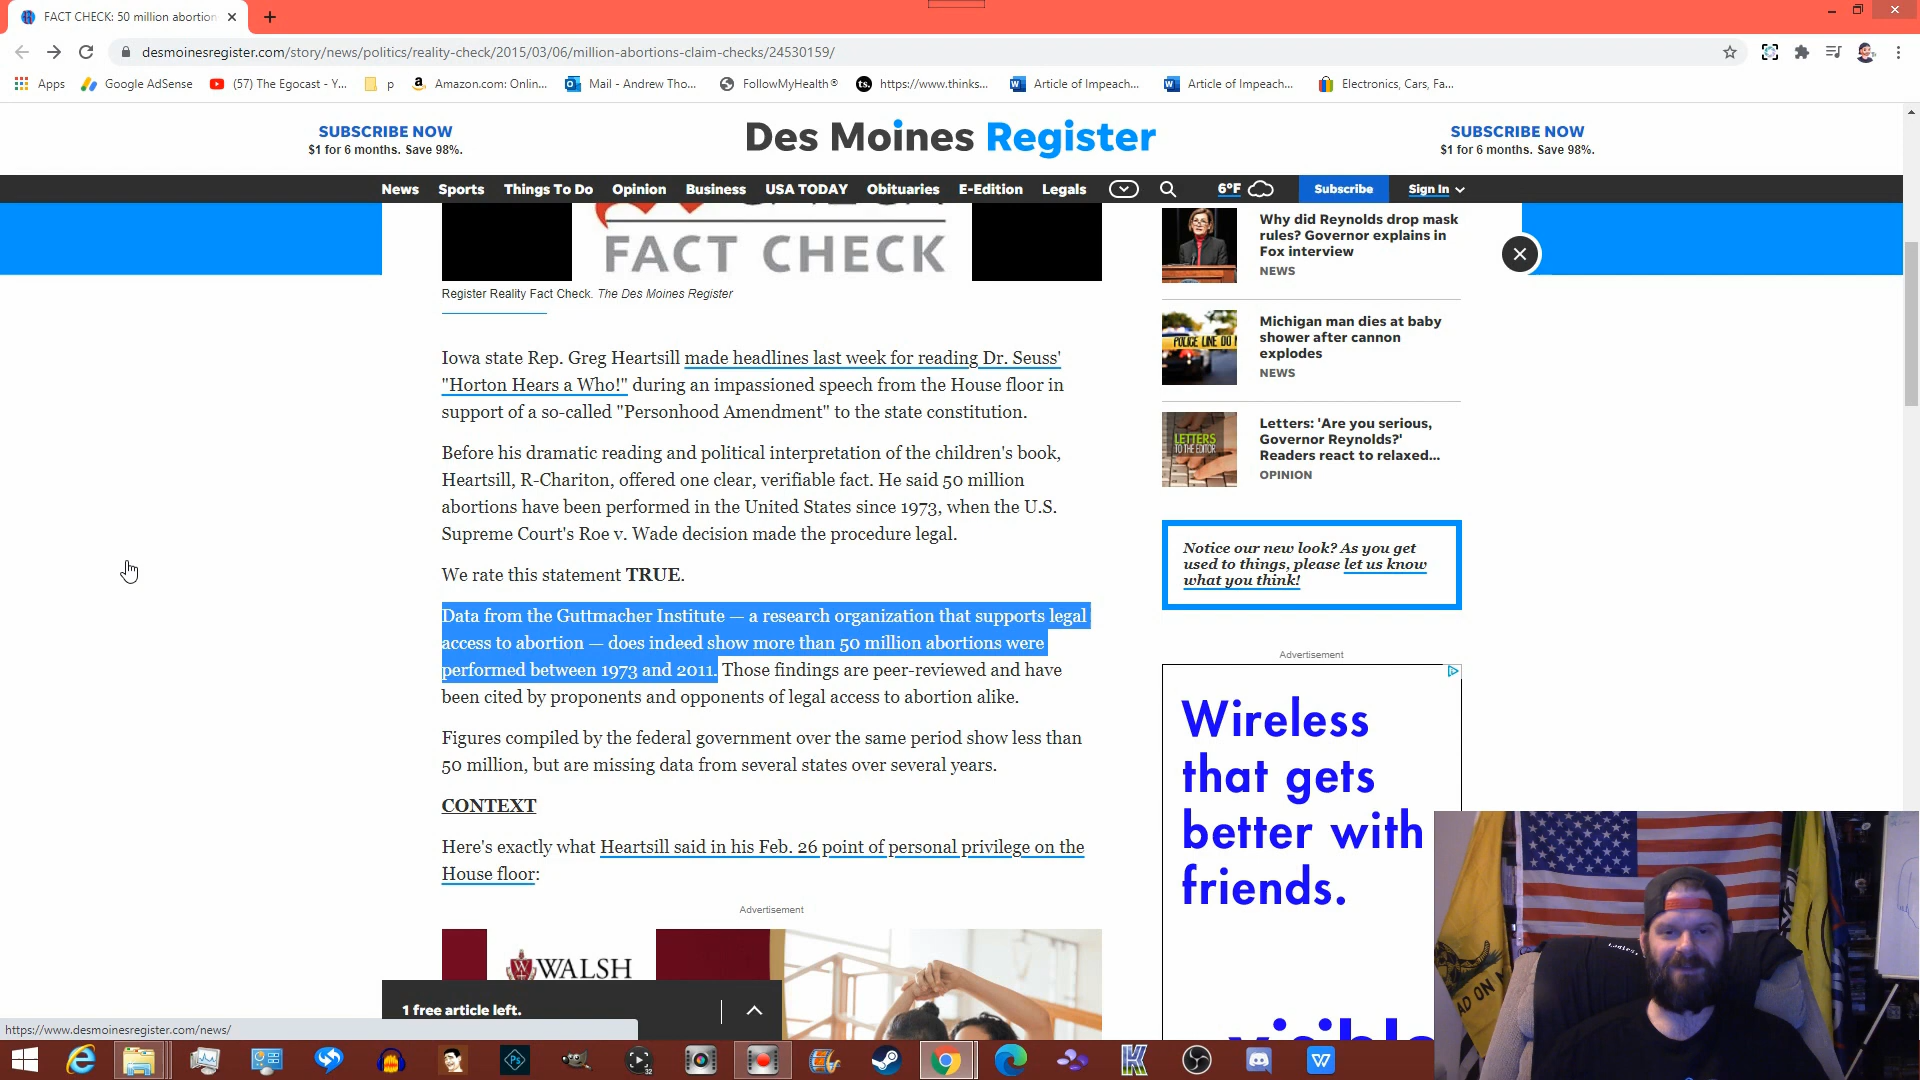 FACT CHECK: 50 million abortion
desmoinesregister.com/story/news/politics/reality-check/2015/03/06/million-abortions-claim-checks/24530159/
Apps
Google AdSense
(57) The Egocast - Y...
p
Amazon.com: Onlin...
Mail - Andrew Tho...
FollowMyHealth®
https://www.thinks...
Article of Impeach...
Article of Impeach...
Electronics, Cars, Fa...
SUBSCRIBE NOW
$1 for 6 months. Save 98%.
Des Moines Register
SUBSCRIBE NOW
$1 for 6 months. Save 98%.
News Sports Things To Do Opinion Business USA TODAY Obituaries E-Edition Legals 6°F Subscribe Sign In
FACT CHECK
Register Reality Fact Check. The Des Moines Register
Iowa state Rep. Greg Heartsill made headlines last week for reading Dr. Seuss'
"Horton Hears a Who!" during an impassioned speech from the House floor in
support of a so-called "Personhood Amendment" to the state constitution.
Before his dramatic reading and political interpretation of the children's book,
Heartsill, R-Chariton, offered one clear, verifiable fact. He said 50 million
abortions have been performed in the United States since 1973, when the U.S.
Supreme Court's Roe v. Wade decision made the procedure legal.
We rate this statement TRUE.
Data from the Guttmacher Institute — a research organization that supports legal
access to abortion — does indeed show more than 50 million abortions were
performed between 1973 and 2011. Those findings are peer-reviewed and have
been cited by proponents and opponents of legal access to abortion alike.
Figures compiled by the federal government over the same period show less than
50 million, but are missing data from several states over several years.
CONTEXT
Here's exactly what Heartsill said in his Feb. 26 point of personal privilege on the
House floor:
Advertisement
WALSH
1 free article left.
https://www.desmoinesregister.com/news/
Why did Reynolds drop mask
rules? Governor explains in
Fox interview
NEWS
POLICE LINE DO
Michigan man dies at baby
shower after cannon
explodes
NEWS
LETTERS
TO THE EDITOR
Letters: 'Are you serious,
Governor Reynolds?'
Readers react to relaxed...
OPINION
Notice our new look? As you get
used to things, please let us know
what you think!
Advertisement
Wireless
that gets
better with
friends.
visible
AD ON
32